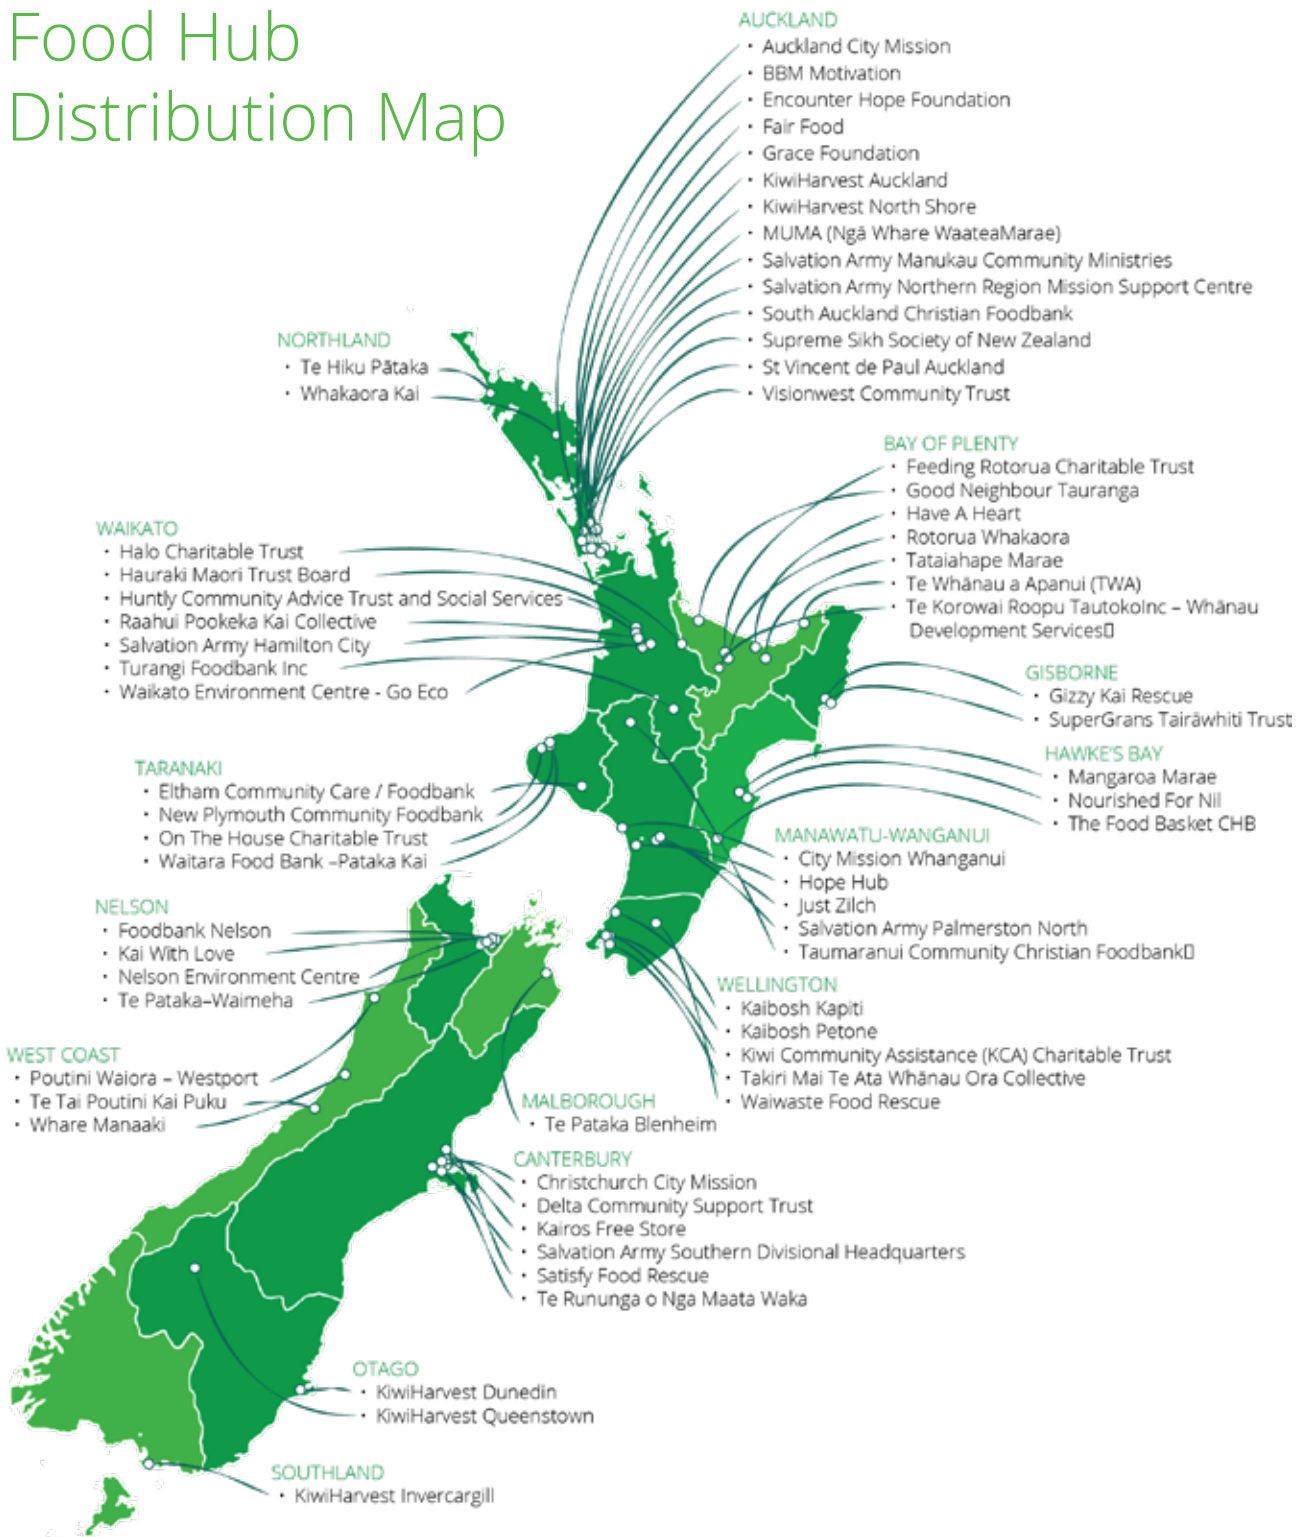 Food Hub
Distribution Map
AUCKLAND
• Auckland City Mission
• BBM Motivation
• Encounter Hope Foundation
• Fair Food
• Grace Foundation
• KiwiHarvest Auckland
• KiwiHarvest North Shore
• MUMA (Ngā Whare WaateaMarae)
• Salvation Army Manukau Community Ministries
• Salvation Army Northern Region Mission Support Centre
• South Auckland Christian Foodbank
• Supreme Sikh Society of New Zealand
• St Vincent de Paul Auckland
• Visionwest Community Trust
NORTHLAND
• Te Hiku Pātaka
• Whakaora Kai
BAY OF PLENTY
• Feeding Rotorua Charitable Trust
• Good Neighbour Tauranga
• Have A Heart
• Rotorua Whakaora
• Tataiahape Marae
• Te Whānau a Apanui (TWA)
• Te Korowai Roopu TautokoInc – Whānau
Development Services▯
WAIKATO
• Halo Charitable Trust
• Hauraki Maori Trust Board
• Huntly Community Advice Trust and Social Services
• Raahui Pookeka Kai Collective
• Salvation Army Hamilton City
• Turangi Foodbank Inc
• Waikato Environment Centre - Go Eco
GISBORNE
• Gizzy Kai Rescue
• SuperGrans Tairāwhiti Trust
HAWKE'S BAY
• Mangaroa Marae
• Nourished For Nil
• The Food Basket CHB
TARANAKI
• Eltham Community Care / Foodbank
• New Plymouth Community Foodbank
• On The House Charitable Trust
• Waitara Food Bank –Pataka Kai
MANAWATU-WANGANUI
• City Mission Whanganui
• Hope Hub
• Just Zilch
• Salvation Army Palmerston North
• Taumaranui Community Christian Foodbank▯
NELSON
• Foodbank Nelson
• Kai With Love
• Nelson Environment Centre
• Te Pataka–Waimeha
WELLINGTON
• Kaibosh Kapiti
• Kaibosh Petone
• Kiwi Community Assistance (KCA) Charitable Trust
• Takiri Mai Te Ata Whānau Ora Collective
• Waiwaste Food Rescue
WEST COAST
• Poutini Waiora – Westport
• Te Tai Poutini Kai Puku
• Whare Manaaki
MALBOROUGH
• Te Pataka Blenheim
CANTERBURY
• Christchurch City Mission
• Delta Community Support Trust
• Kairos Free Store
• Salvation Army Southern Divisional Headquarters
• Satisfy Food Rescue
• Te Rununga o Nga Maata Waka
OTAGO
• KiwiHarvest Dunedin
• KiwiHarvest Queenstown
SOUTHLAND
• KiwiHarvest Invercargill